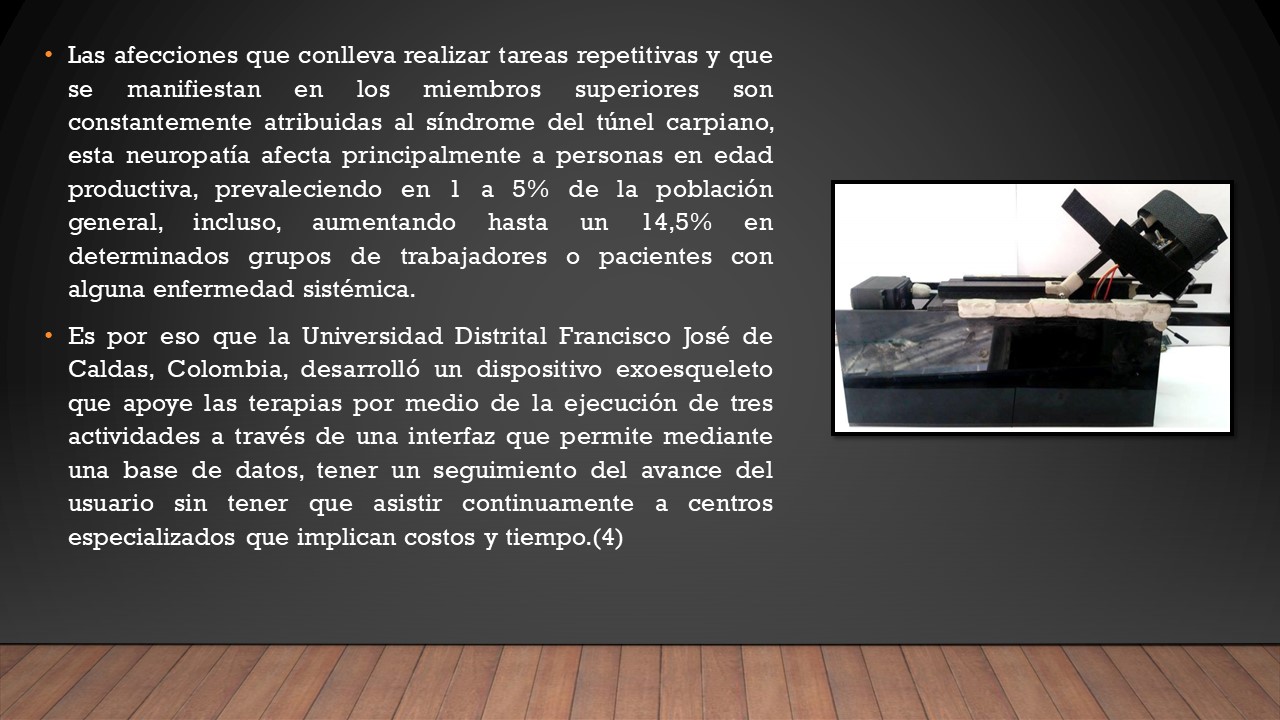 • Las afecciones que conlleva realizar tareas repetitivas y que
se manifiestan en los miembros superiores son
constantemente atribuidas al síndrome del túnel carpiano,
esta neuropatía afecta principalmente a personas en edad
productiva, prevaleciendo en 1 a 5% de la población
general, incluso, aumentando hasta un 14,5% en
determinados grupos de trabajadores o pacientes con
alguna enfermedad sistémica.
• Es por eso que la Universidad Distrital Francisco José de
Caldas, Colombia, desarrolló un dispositivo exoesqueleto
que apoye las terapias por medio de la ejecución de tres
actividades a través de una interfaz que permite mediante
una base de datos, tener un seguimiento del avance del
usuario sin tener que asistir continuamente a centros
especializados que implican costos y tiempo.(4)